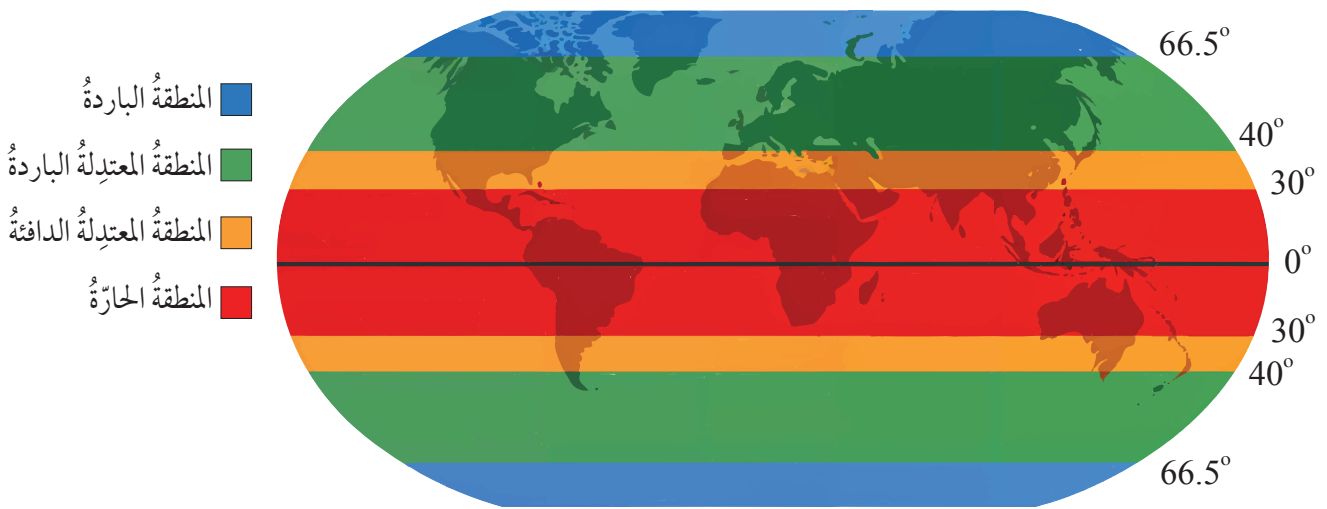 المنطقةُ الباردةُ
المنطقةُ المعتدِلةُ الباردةُ
المنطقةُ المعتدِلةُ الدافئةُ
المنطقةُ الحارّةُ
66.5°
40°
30°
0°
30°
40°
66.5°